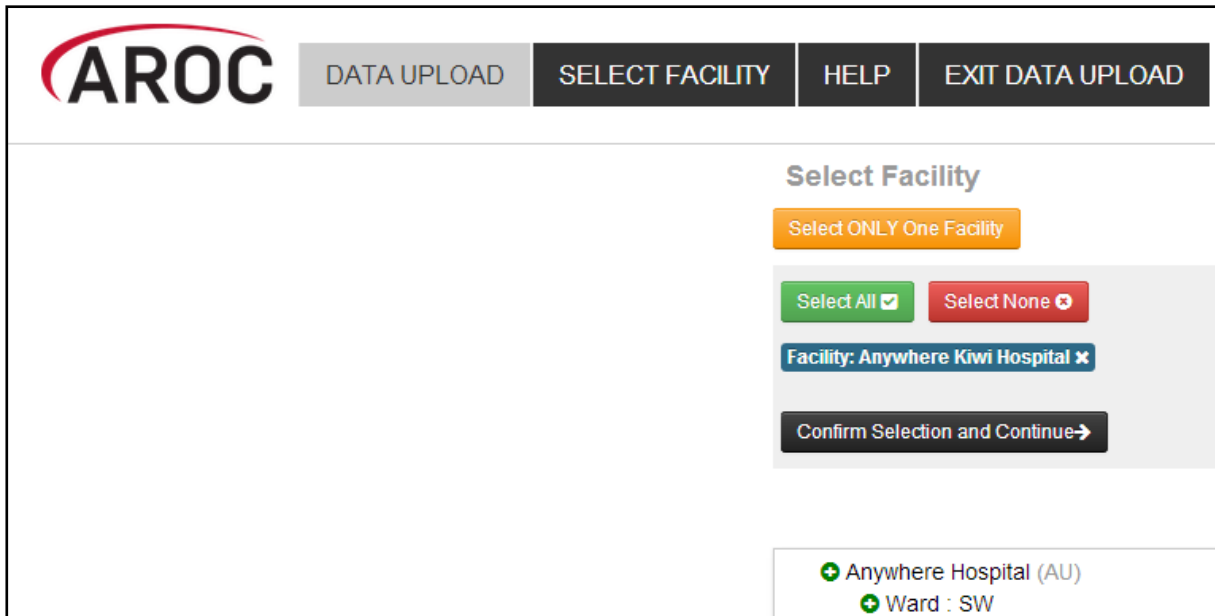 AROC DATA UPLOAD SELECT FACILITY HELP EXIT DATA UPLOAD
Select Facility
Select ONLY One Facility
Select All Select None
Facility: Anywhere Kiwi Hospital
Confirm Selection and Continue
Anywhere Hospital (AU)
Ward : SW